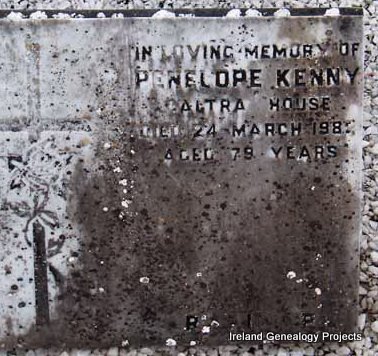 IN LOVING MEMORY OF
PENELOPE KENNY
CALTRA HOUSE
DIED 24 MARCH
AGED 79 YEARS
R I P
Ireland Genealogy Projects